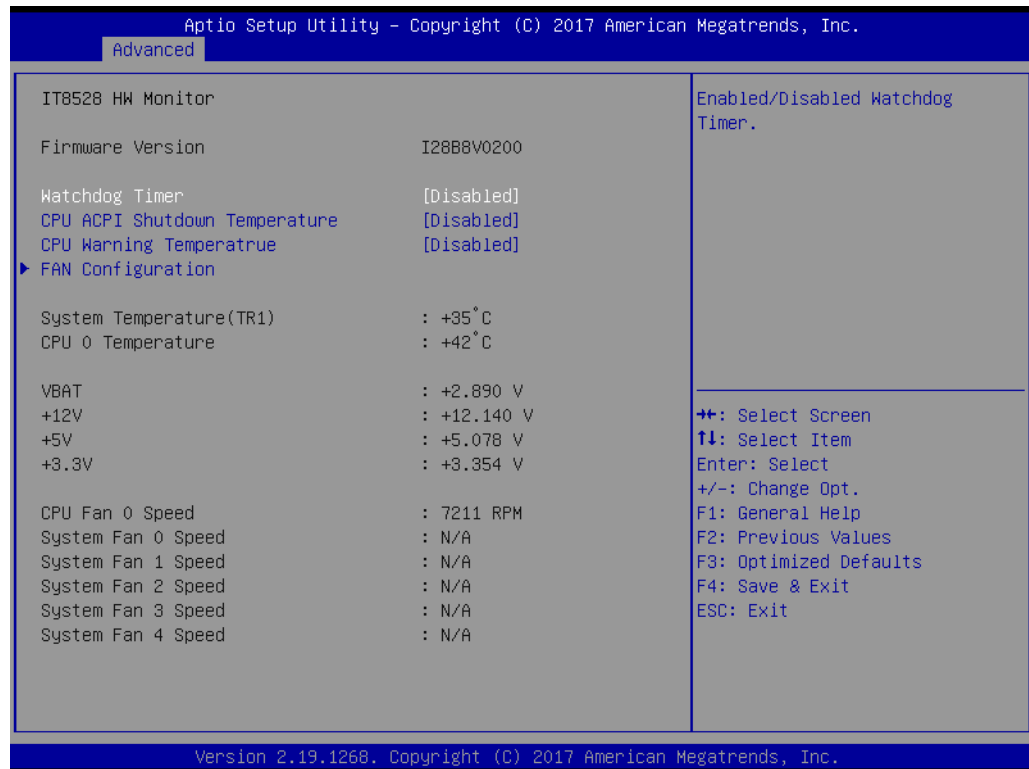 Aptio Setup Utility – Copyright (C) 2017 American Megatrends, Inc.
Advanced
IT8528 HW Monitor
Firmware Version I28B8V0200
Watchdog Timer [Disabled]
CPU ACPI Shutdown Temperature [Disabled]
CPU Warning Temperatrue [Disabled]
▶ FAN Configuration
System Temperature(TR1) : +35°C
CPU 0 Temperature : +42°C
VBAT : +2.890 V
+12V : +12.140 V
+5V : +5.078 V
+3.3V : +3.354 V
CPU Fan 0 Speed : 7211 RPM
System Fan 0 Speed : N/A
System Fan 1 Speed : N/A
System Fan 2 Speed : N/A
System Fan 3 Speed : N/A
System Fan 4 Speed : N/A
Enabled/Disabled Watchdog
Timer.
→←: Select Screen
↑↓: Select Item
Enter: Select
+/-: Change Opt.
F1: General Help
F2: Previous Values
F3: Optimized Defaults
F4: Save & Exit
ESC: Exit
Version 2.19.1268. Copyright (C) 2017 American Megatrends, Inc.